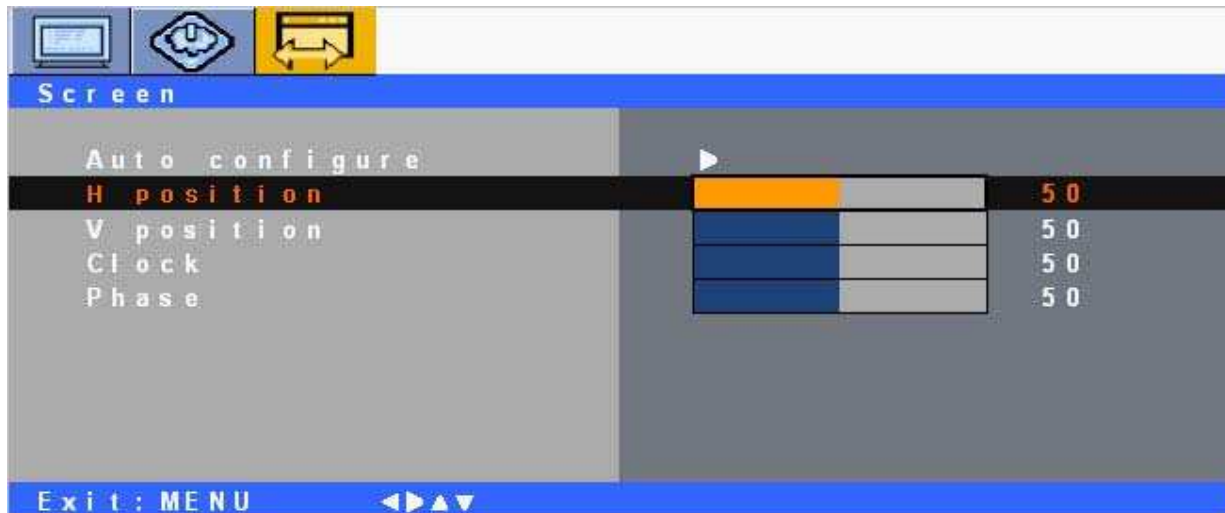 Screen
Auto configure
H position 50
V position 50
Clock 50
Phase 50
Exit: MENU